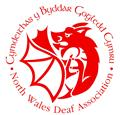 Cymdeithas y Byddar Gogledd Cymru
• North Wales Deaf Association •